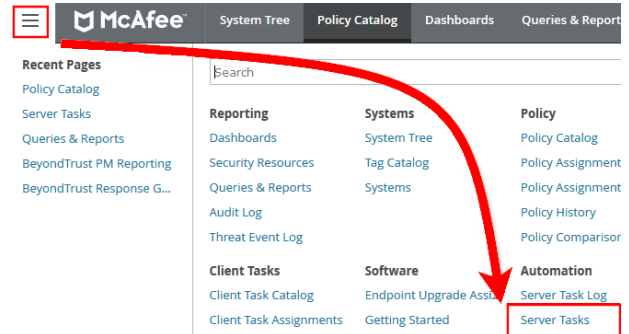 McAfee™ System Tree Policy Catalog Dashboards Queries & Report
Recent Pages
Policy Catalog
Server Tasks
Queries & Reports
BeyondTrust PM Reporting
BeyondTrust Response G...
Search
Reporting
Dashboards
Security Resources
Queries & Reports
Audit Log
Threat Event Log
Systems
System Tree
Tag Catalog
Systems
Policy
Policy Catalog
Policy Assignment
Policy Assignment
Policy History
Policy Comparison
Client Tasks
Client Task Catalog
Client Task Assignments
Software
Endpoint Upgrade Assi...
Getting Started
Automation
Server Task Log
Server Tasks